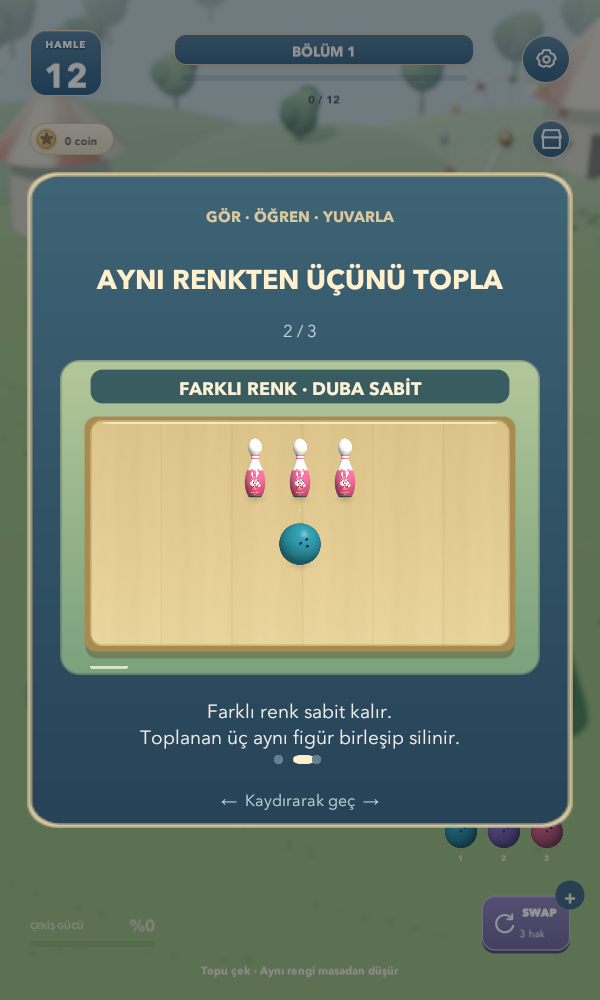 HAMLE
12
BÖLÜM 1
0 / 12
0 coin
GÖR · ÖĞREN · YUVARLA
AYNI RENKTEN ÜÇÜNÜ TOPLA
2 / 3
FARKLI RENK · DUBA SABİT
Farklı renk sabit kalır.
Toplanan üç aynı figür birleşip silinir.
← Kaydırarak geç →
1 2 3
ÇEKİŞ GÜCÜ %0
SWAP
3 hak
+
Topu çek · Aynı rengi masadan düşür